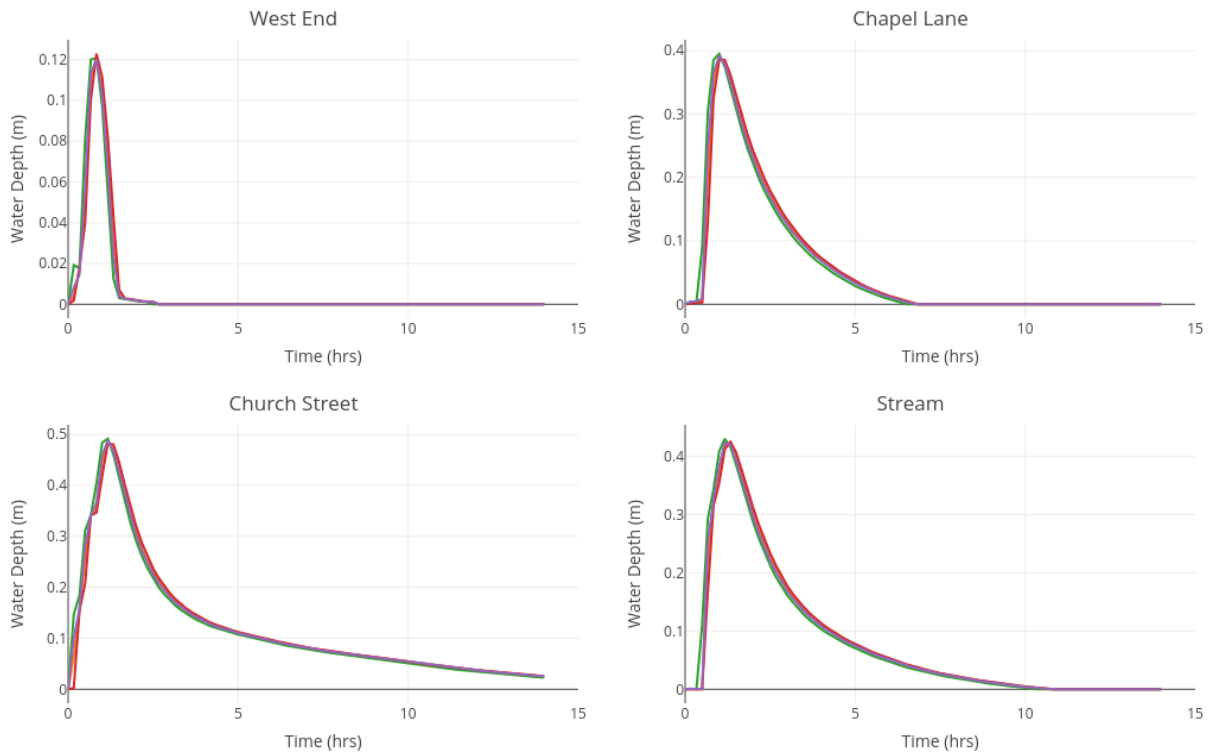 West End
Water Depth (m)
0.12
0.1
0.08
0.06
0.04
0.02
0
0 5 10 15
Time (hrs)
Chapel Lane
Water Depth (m)
0.4
0.3
0.2
0.1
0
0 5 10 15
Time (hrs)
Church Street
Water Depth (m)
0.5
0.4
0.3
0.2
0.1
0
0 5 10 15
Time (hrs)
Stream
Water Depth (m)
0.4
0.3
0.2
0.1
0
0 5 10 15
Time (hrs)